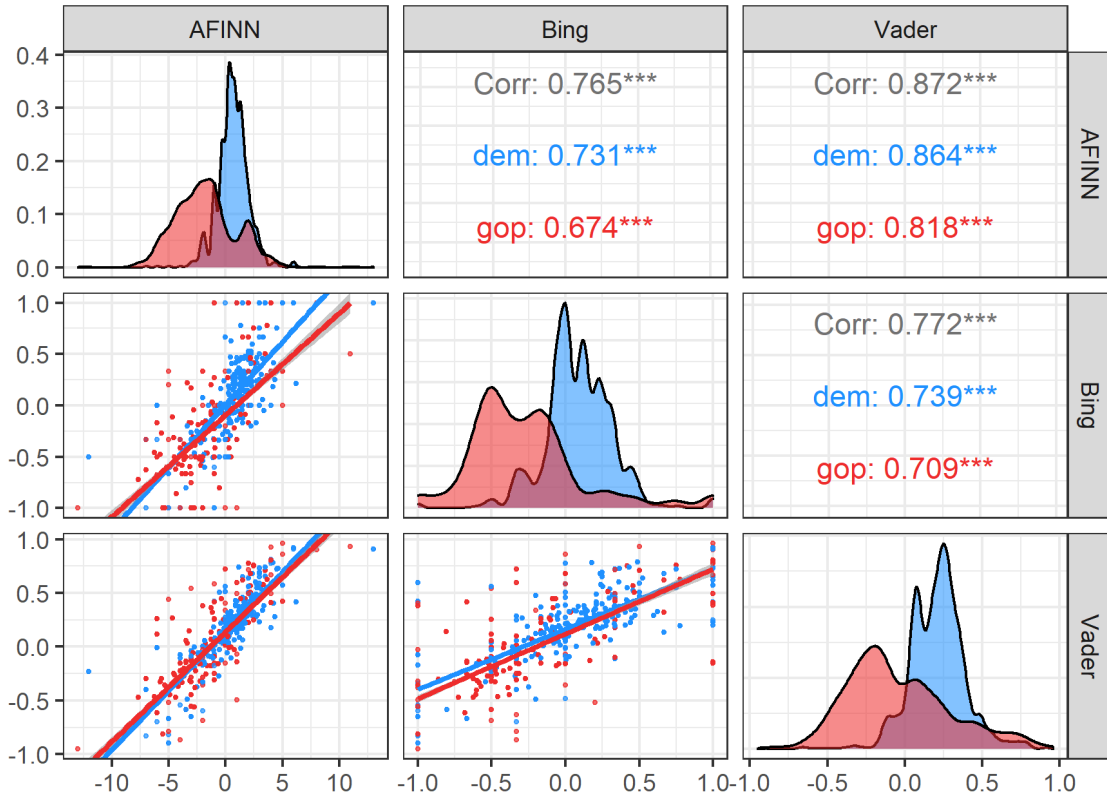 AFINN Bing Vader
0.4
0.3
0.2
0.1
0.0
Corr: 0.765***
dem: 0.731***
gop: 0.674***
Corr: 0.872***
dem: 0.864***
gop: 0.818***
AFINN
1.0
0.5
0.0
-0.5
-1.0
Corr: 0.772***
dem: 0.739***
gop: 0.709***
Bing
1.0
0.5
0.0
-0.5
-1.0
Vader
-10 -5 0 5 10
-1.0 -0.5 0.0 0.5 1.0
-1.0 -0.5 0.0 0.5 1.0